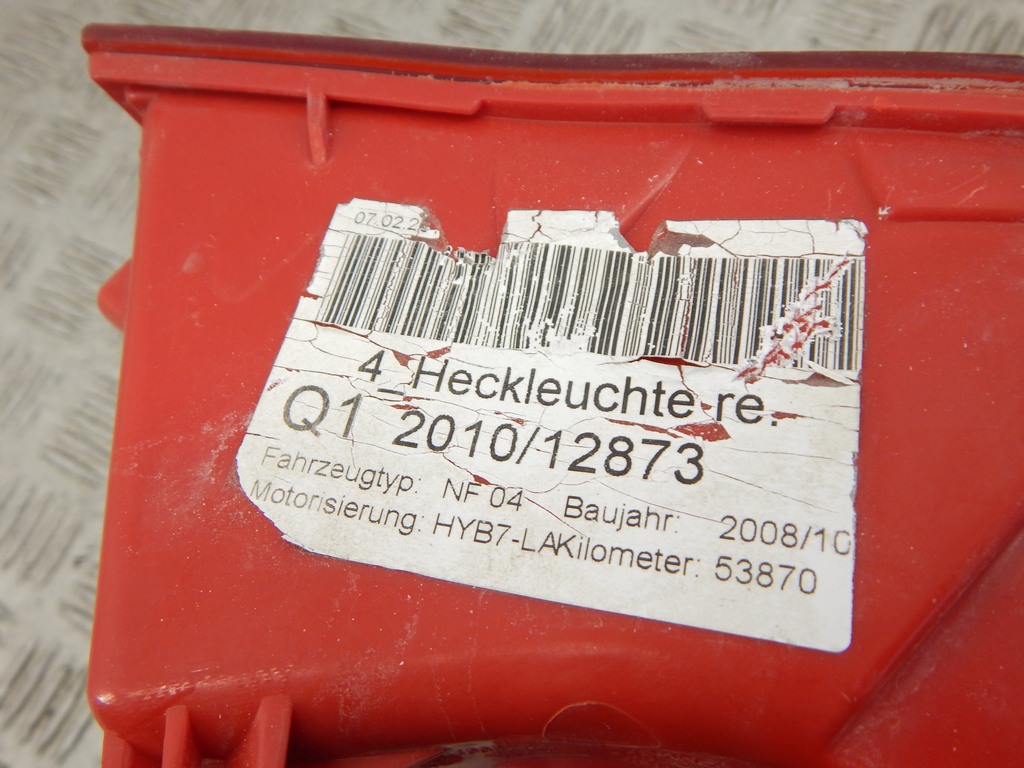 07.02.2
4_Heckleuchte re.
Q1 2010/12873
Fahrzeugtyp: NF 04 Baujahr: 2008/10
Motorisierung: HYB7-LAKilometer: 53870